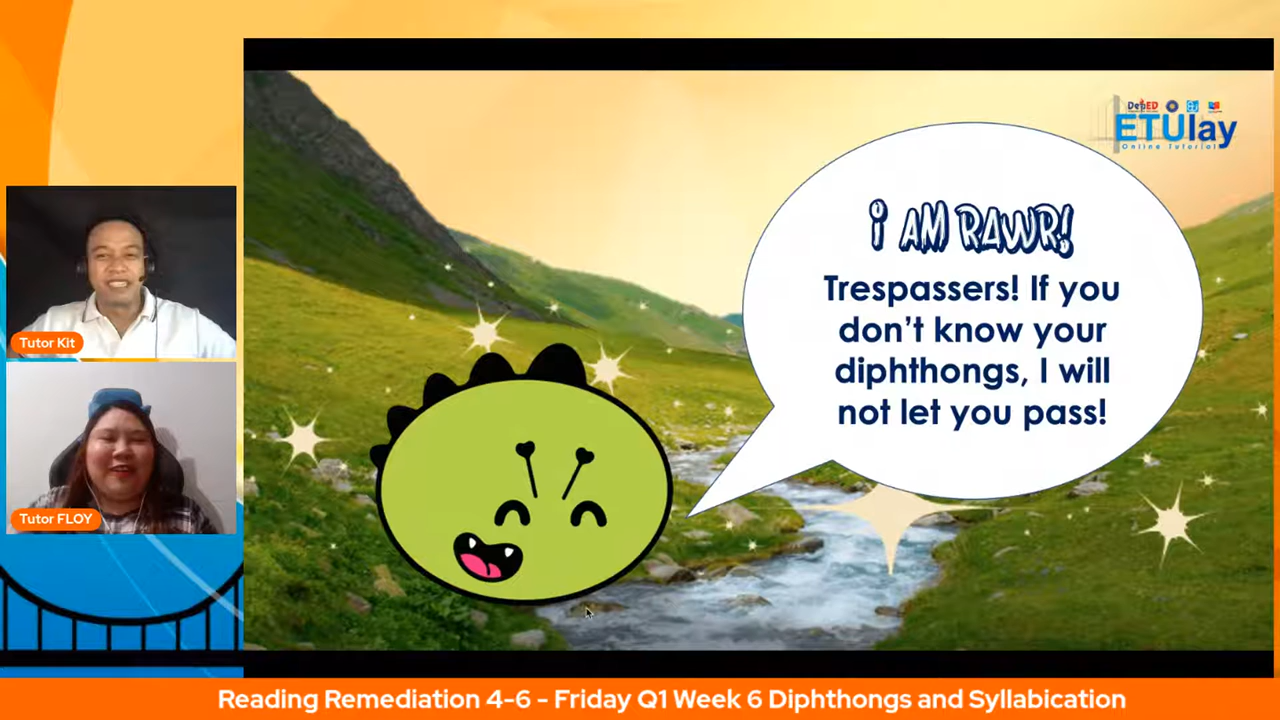 DepED
ETUlay
Online Tutorial
I AM RAWR!
Trespassers! If you
don't know your
diphthongs, I will
not let you pass!
Tutor Kit
Tutor FLOY
Reading Remediation 4-6 - Friday Q1 Week 6 Diphthongs and Syllabication